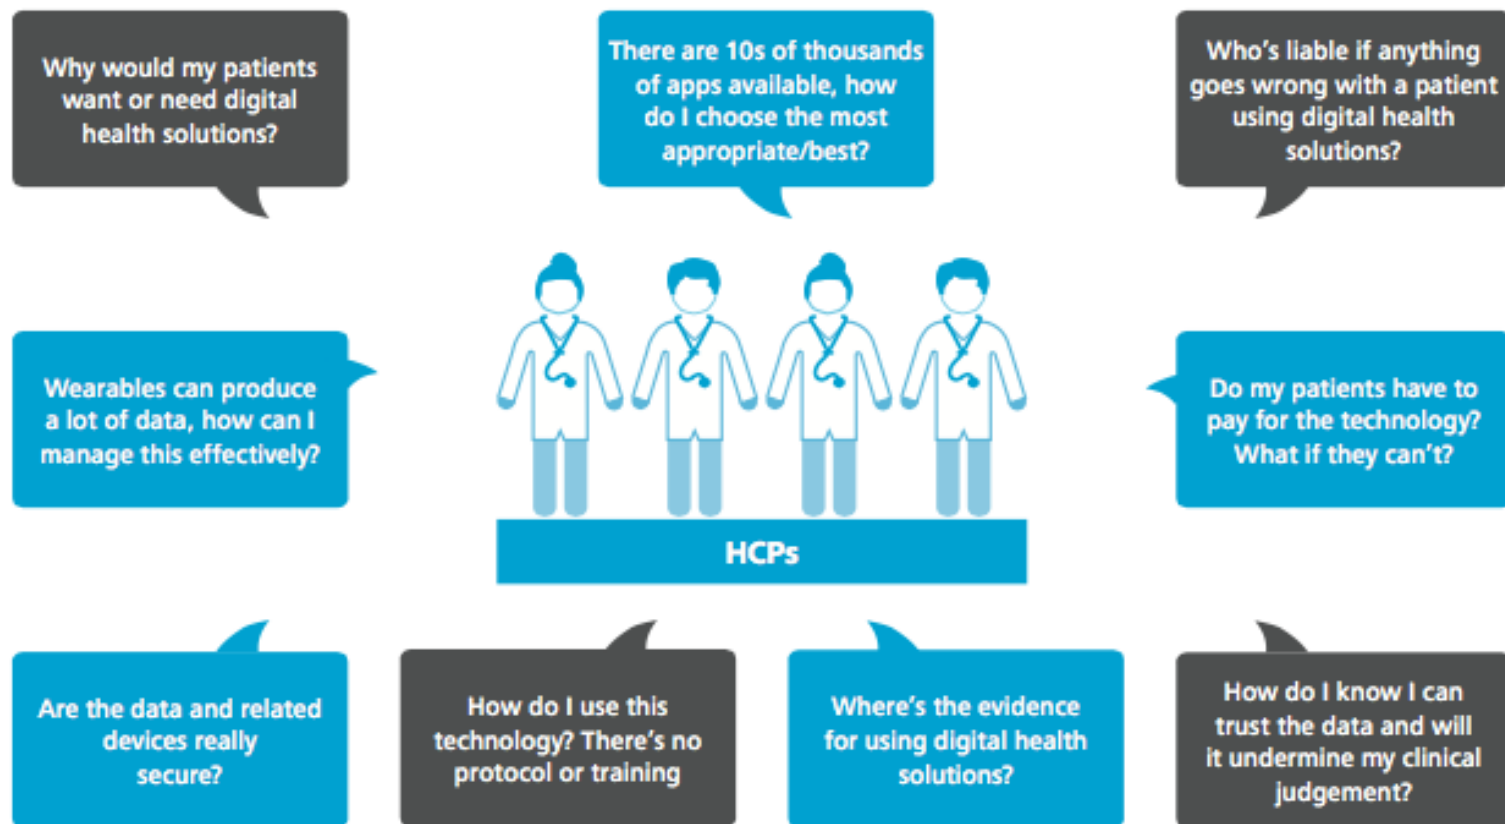 Why would my patients
want or need digital
health solutions?
There are 10s of thousands
of apps available, how
do I choose the most
appropriate/best?
Who's liable if anything
goes wrong with a patient
using digital health
solutions?
Wearables can produce
a lot of data, how can I
manage this effectively?
Do my patients have to
pay for the technology?
What if they can't?
HCPs
Are the data and related
devices really
secure?
How do I use this
technology? There's no
protocol or training
Where's the evidence
for using digital health
solutions?
How do I know I can
trust the data and will
it undermine my clinical
judgement?